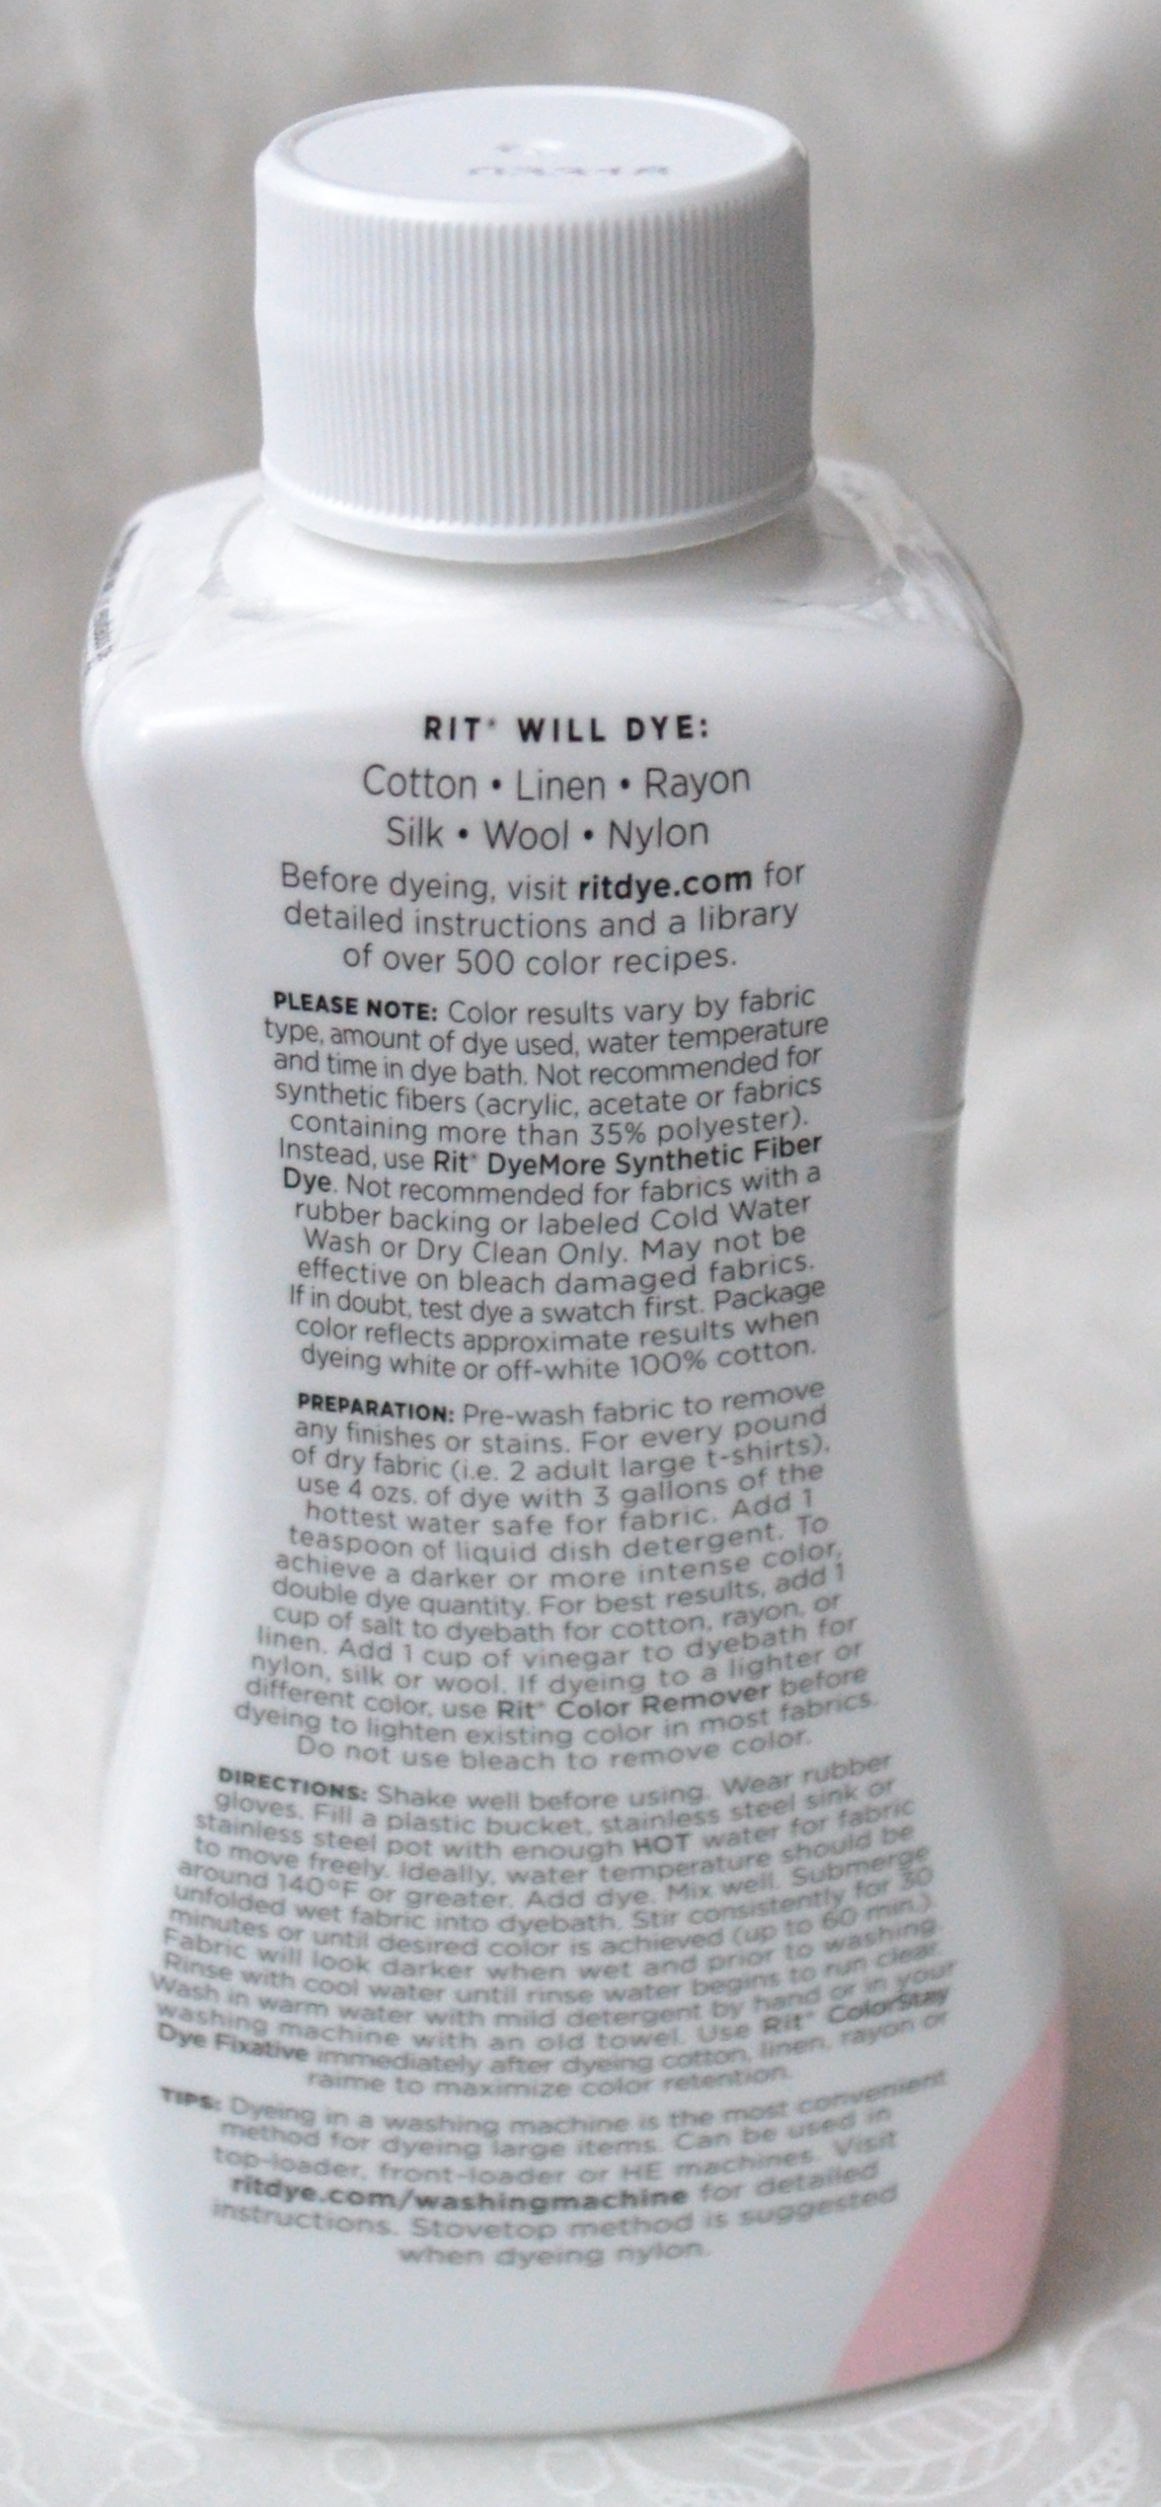 RIT® WILL DYE:
Cotton • Linen • Rayon
Silk • Wool • Nylon
Before dyeing, visit ritdye.com for
detailed instructions and a library
of over 500 color recipes.
PLEASE NOTE: Color results vary by fabric
type, amount of dye used, water temperature
and time in dye bath. Not recommended for
synthetic fibers (acrylic, acetate or fabrics
containing more than 35% polyester).
Instead, use Rit® DyeMore Synthetic Fiber
Dye. Not recommended for fabrics with a
rubber backing or labeled Cold Water
Wash or Dry Clean Only. May not be
effective on bleach damaged fabrics.
If in doubt, test dye a swatch first. Package
color reflects approximate results when
dyeing white or off-white 100% cotton.
PREPARATION: Pre-wash fabric to remove
any finishes or stains. For every pound
of dry fabric (i.e. 2 adult large t-shirts),
use 4 ozs. of dye with 3 gallons of the
hottest water safe for fabric. Add 1
teaspoon of liquid dish detergent. To
achieve a darker or more intense color,
double dye quantity. For best results, add 1
cup of salt to dyebath for cotton, rayon, or
linen. Add 1 cup of vinegar to dyebath for
nylon, silk or wool. If dyeing to a lighter or
different color, use Rit® Color Remover before
dyeing to lighten existing color in most fabrics.
Do not use bleach to remove color.
DIRECTIONS: Shake well before using. Wear rubber
gloves. Fill a plastic bucket, stainless steel sink or
stainless steel pot with enough HOT water for fabric
to move freely. Ideally, water temperature should be
around 140°F or greater. Add dye. Mix well. Submerge
unfolded wet fabric into dyebath. Stir consistently for 30
minutes or until desired color is achieved (up to 60 min.).
Fabric will look darker when wet and prior to washing.
Rinse with cool water until rinse water begins to run clear.
Wash in warm water with mild detergent by hand or in your
washing machine with an old towel. Use Rit® ColorStay
Dye Fixative immediately after dyeing cotton, linen, rayon or
raime to maximize color retention.
TIPS: Dyeing in a washing machine is the most convenient
method for dyeing large items. Can be used in
top-loader, front-loader or HE machines. Visit
ritdye.com/washingmachine for detailed
instructions. Stovetop method is suggested
when dyeing nylon.